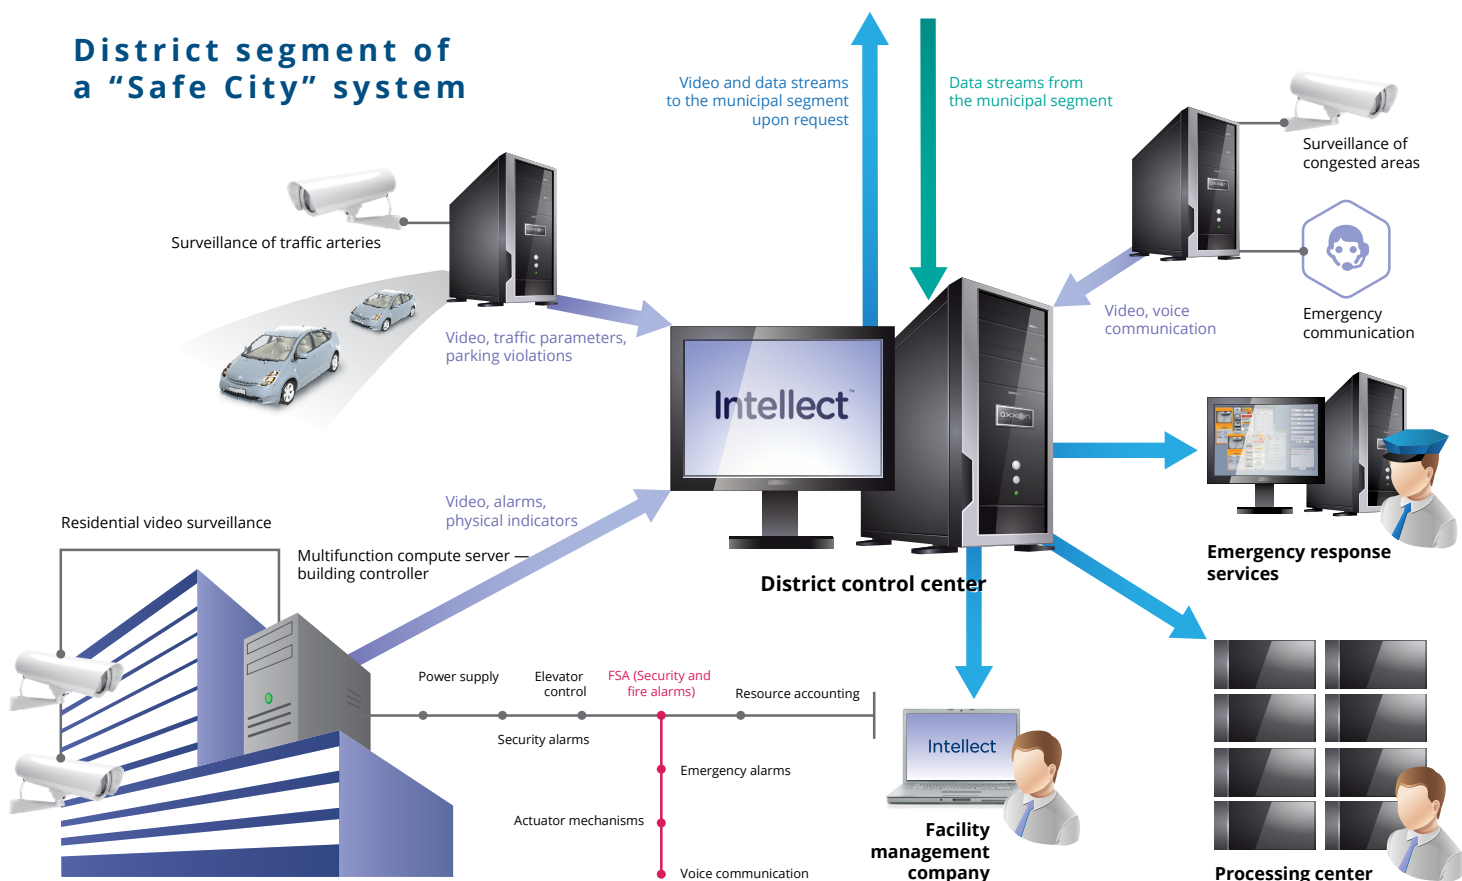 District segment of
a “Safe City” system
Video and data streams
to the municipal segment
upon request
Data streams from
the municipal segment
Surveillance of
congested areas
axxon
Surveillance of traffic arteries
axxon
Emergency
communication
Video, voice
communication
Video, traffic parameters,
parking violations
Intellect™
axxon
Video, alarms,
physical indicators
Residential video surveillance
Multifunction compute server —
building controller
District control center
Emergency response
services
Power supply
Elevator
control
FSA (Security and
fire alarms)
Resource accounting
Security alarms
Emergency alarms
Actuator mechanisms
Voice communication
Intellect
Facility
management
company
Processing center